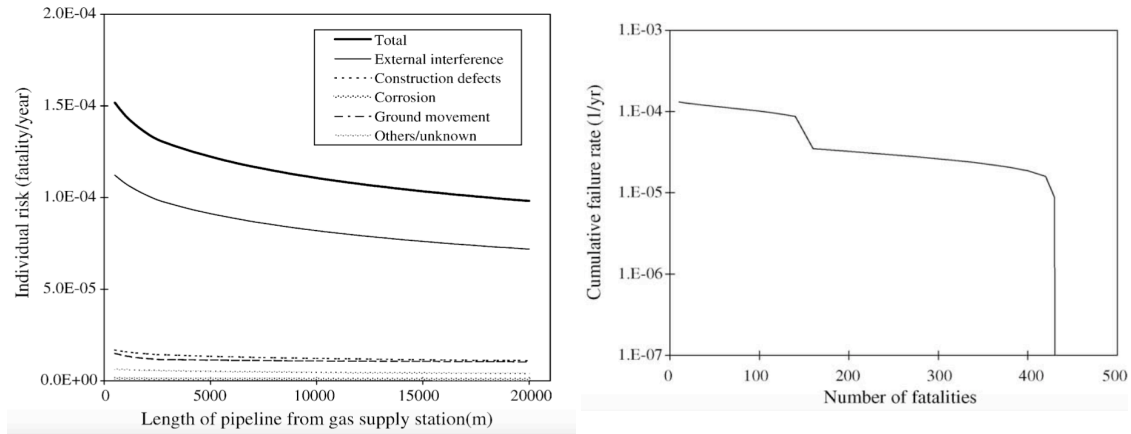 2.0E-04
1.5E-04
1.0E-04
5.0E-05
0.0E+00
Individual risk (fatality/year)
Total
External interference
Construction defects
Corrosion
Ground movement
Others/unknown
0 5000 10000 15000 20000
Length of pipeline from gas supply station(m)
1.E-03
1.E-04
1.E-05
1.E-06
1.E-07
Cumulative failure rate (1/yr)
0 100 200 300 400 500
Number of fatalities